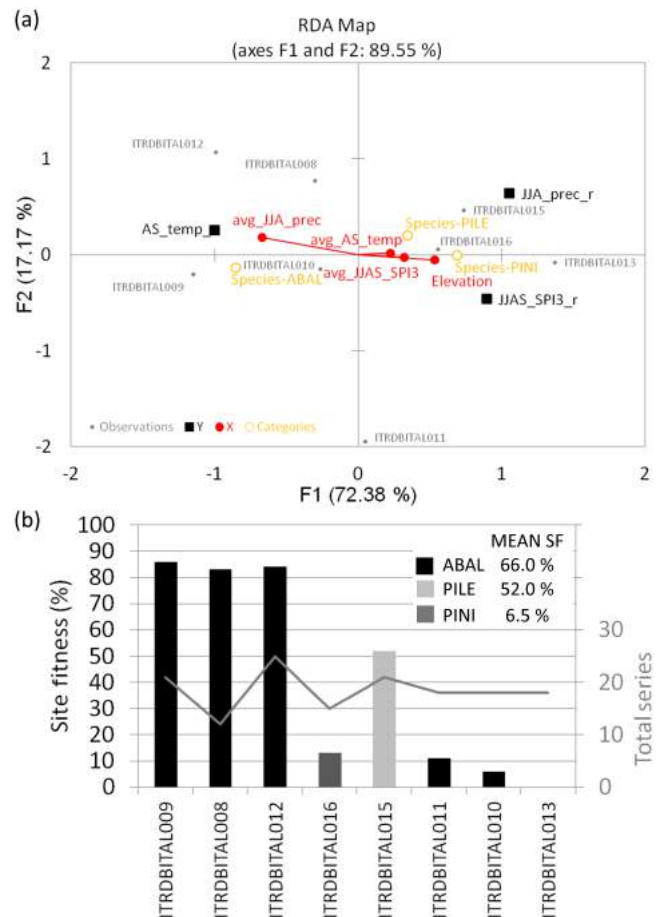 (a)
RDA Map
(axes F1 and F2: 89.55 %)
2
ITRDBITAL012
ITRDBITAL008
1
JJA_prec_r
ITRDBITAL015
AS_temp_
avg_JJA_prec
Species-PILE
avg_AS_temp
ITRDBITAL016
0
ITRDBITAL010
Species-PINI
ITRDBITAL013
Species-ABAL
avg_JJAS_SPI3
Elevation
ITRDBITAL009
JJAS_SPI3_r
F2 (17.17 %)
-1
Observations Y X Categories
ITRDBITAL011
-2
-2 -1 0 1 2
F1 (72.38 %)
(b)
100
90
80
70
60
50
40
30
20
10
0
Site fitness (%)
MEAN SF
ABAL 66.0 %
PILE 52.0 %
PINI 6.5 %
30
20
10
0
Total series
ITRDBITAL009
ITRDBITAL008
ITRDBITAL012
ITRDBITAL016
ITRDBITAL015
ITRDBITAL011
ITRDBITAL010
ITRDBITAL013